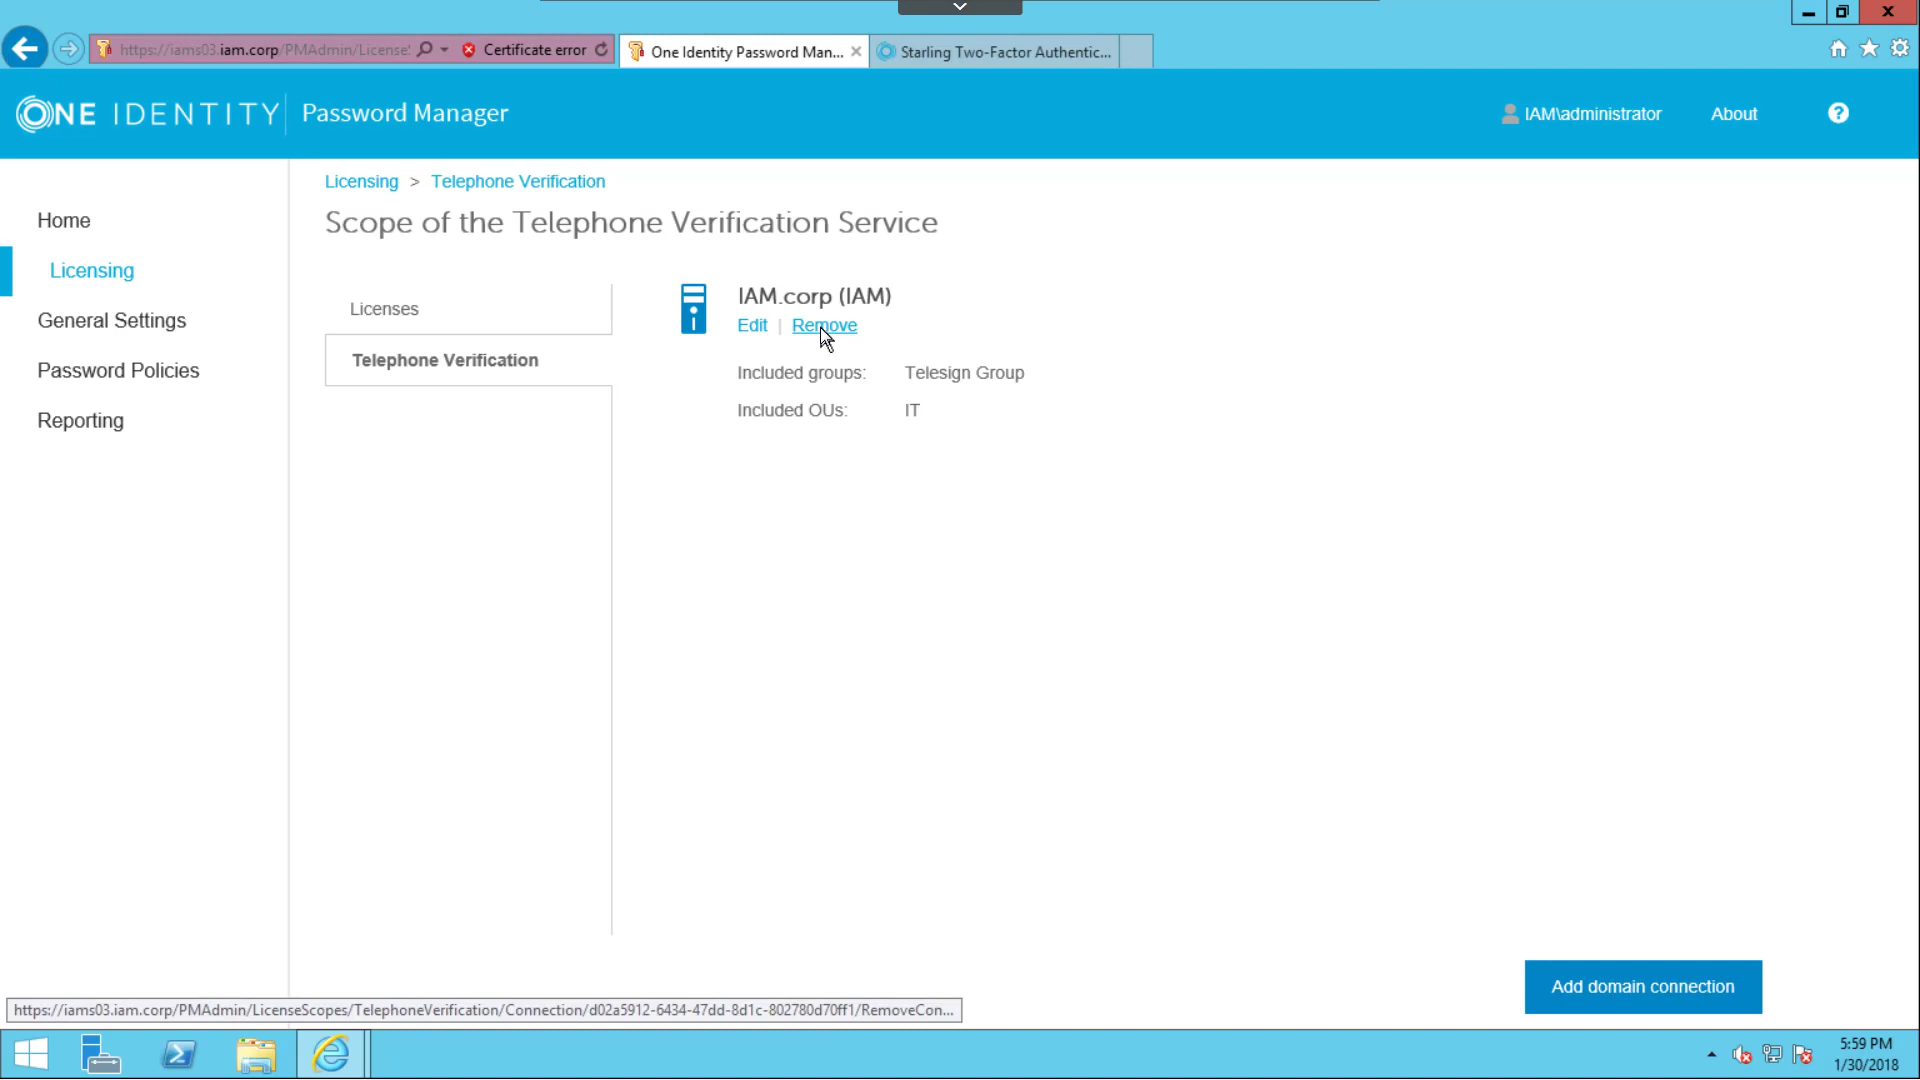 https://iams03.iam.corp/PMAdmin/License!
Certificate error
One Identity Password Man...
Starling Two-Factor Authentic...
ONE IDENTITY
Password Manager
IAM\administrator
About
?
Licensing > Telephone Verification
Scope of the Telephone Verification Service
Home
Licensing
General Settings
Password Policies
Reporting
Licenses
Telephone Verification
IAM.corp (IAM)
Edit | Remove
Included groups: Telesign Group
Included OUs: IT
Add domain connection
https://iams03.iam.corp/PMAdmin/LicenseScopes/TelephoneVerification/Connection/d02a5912-6434-47dd-8d1c-802780d70ff1/RemoveCon...
5:59 PM
1/30/2018